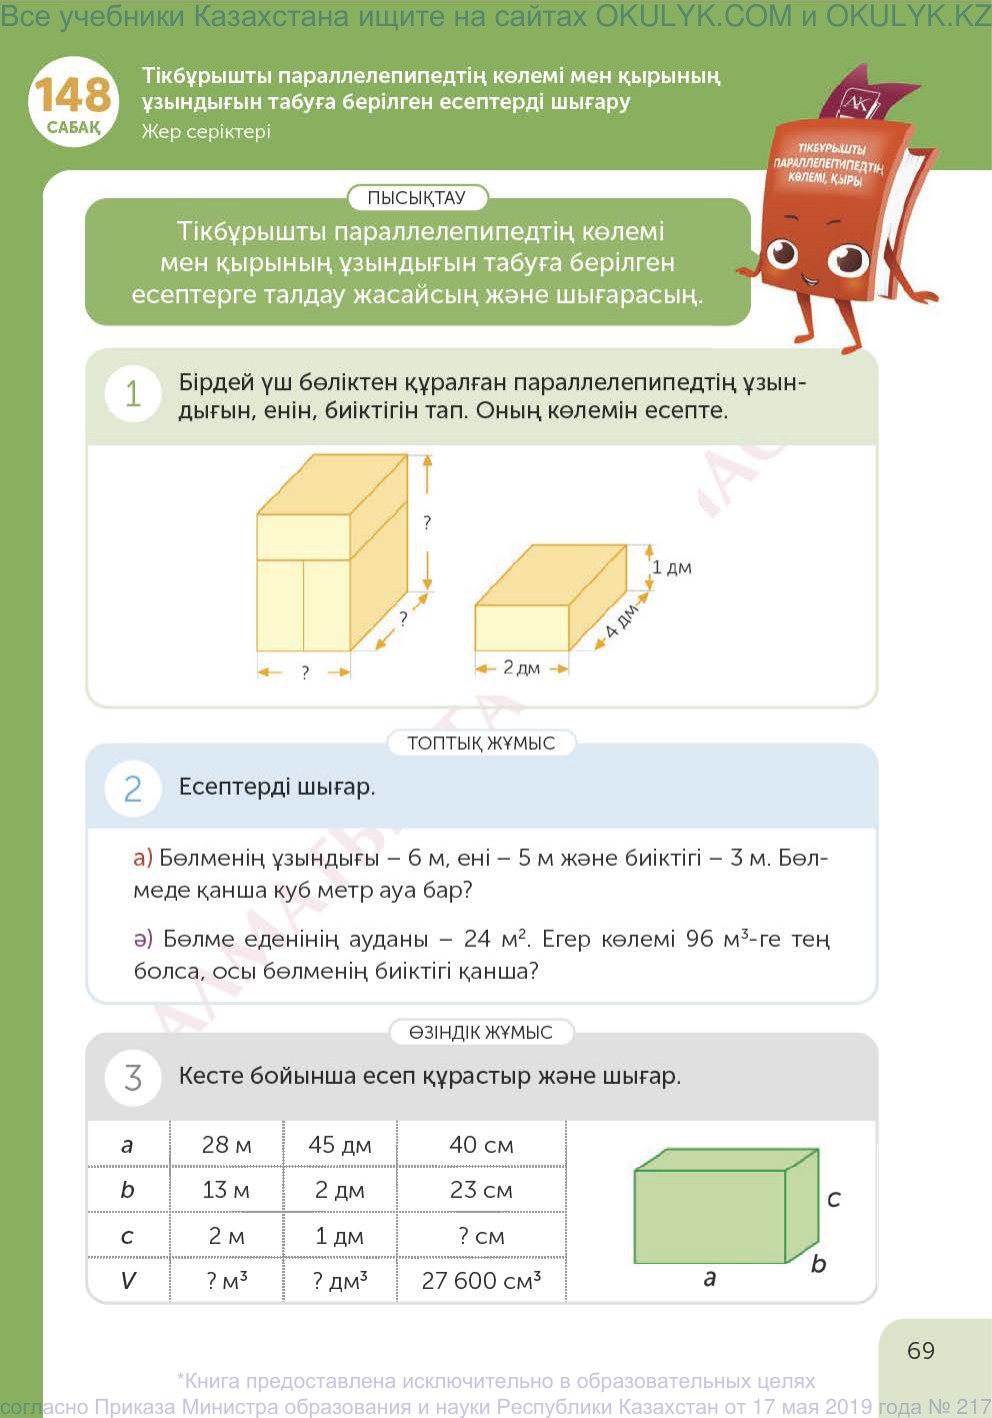 Все учебники Казахстана ищите на сайтах OKULYK.COM и OKULYK.KZ
148
САБАҚ
Тікбұрышты параллелепипедтің көлемі мен қырының
ұзындығын табуға берілген есептерді шығару
Жер серіктері
АК
ТІКБҰРЫШТЫ
ПАРАЛЛЕЛЕПИПЕДТІҢ
КӨЛЕМІ, ҚЫРЫ
ПЫСЫҚТАУ
Тікбұрышты параллелепипедтің көлемі
мен қырының ұзындығын табуға берілген
есептерге талдау жасайсың және шығарасың.
1
Бірдей үш бөліктен құралған параллелепипедтің ұзын-
дығын, енін, биіктігін тап. Оның көлемін есепте.
?
?
?
1 дм
4 дм
2 дм
ТОПТЫҚ ЖҰМЫС
2
Есептерді шығар.
а) Бөлменің ұзындығы – 6 м, ені – 5 м және биіктігі – 3 м. Бөл-
меде қанша куб метр ауа бар?
ә) Бөлме еденінің ауданы – 24 м². Егер көлемі 96 м³-ге тең
болса, осы бөлменің биіктігі қанша?
ӨЗІНДІК ЖҰМЫС
3
Кесте бойынша есеп құрастыр және шығар.
a 28 м 45 дм 40 см
b 13 м 2 дм 23 см
c 2 м 1 дм ? см
V ? м³ ? дм³ 27 600 см³
c
b
a
69
*Книга предоставлена исключительно в образовательных целях
согласно Приказа Министра образования и науки Республики Казахстан от 17 мая 2019 года № 217